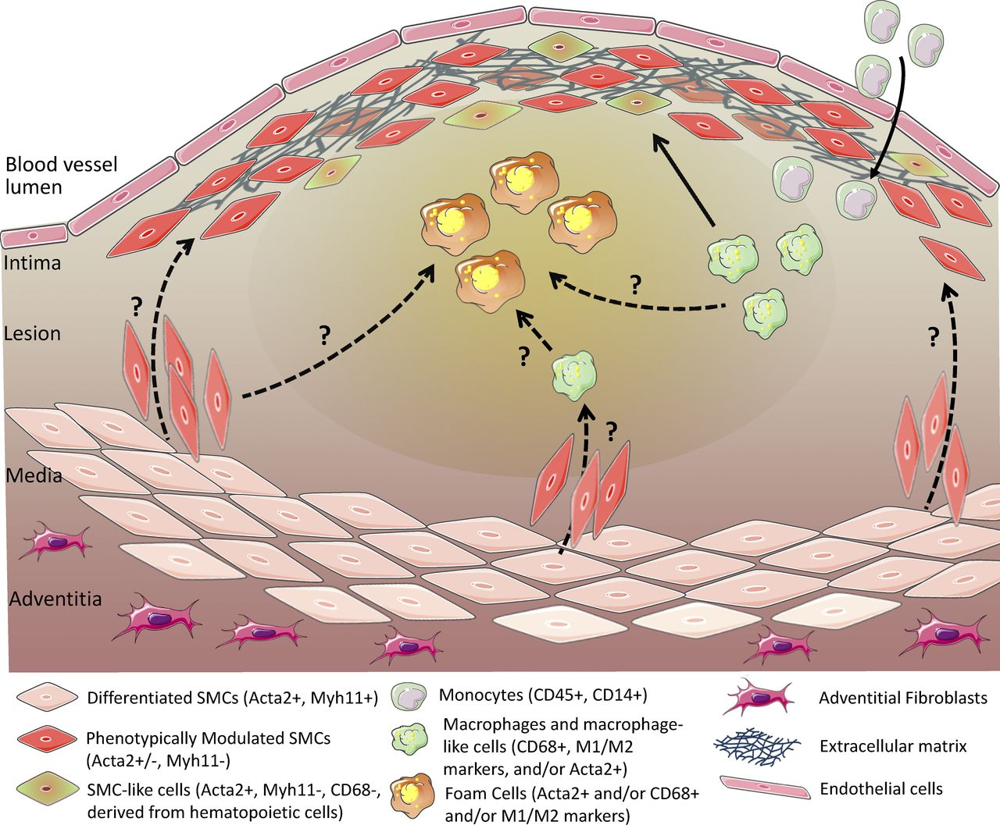 Blood vessel
lumen
Intima
?
?
?
?
Lesion
?
?
Media
Adventitia
Differentiated SMCs (Acta2+, Myh11+)
Phenotypically Modulated SMCs
(Acta2+/-, Myh11-)
SMC-like cells (Acta2+, Myh11-, CD68-,
derived from hematopoietic cells)
Monocytes (CD45+, CD14+)
Macrophages and macrophage-
like cells (CD68+, M1/M2
markers, and/or Acta2+)
Foam Cells (Acta2+ and/or CD68+
and/or M1/M2 markers)
Adventitial Fibroblasts
Extracellular matrix
Endothelial cells